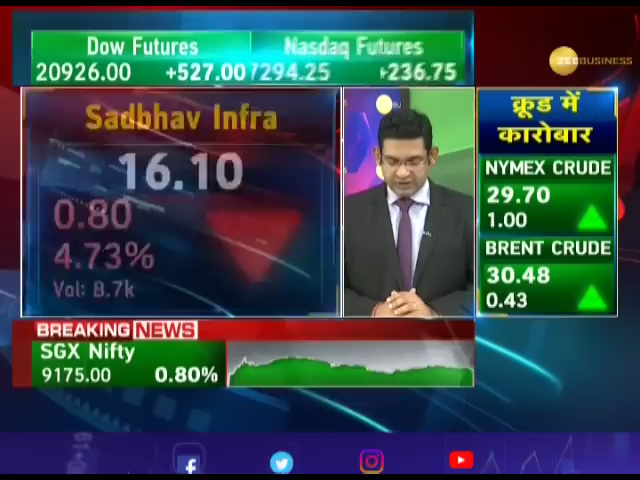 Dow Futures
20926.00 +527.00
Nasdaq Futures
7294.25 236.75
ZEE BUSINESS
Sadbhav Infra
16.10
0.80
4.73%
Vol: 8.7k
क्रूड में
कारोबार
NYMEX CRUDE
29.70
1.00
BRENT CRUDE
30.48
0.43
BREAKING NEWS
SGX Nifty
9175.00 0.80%